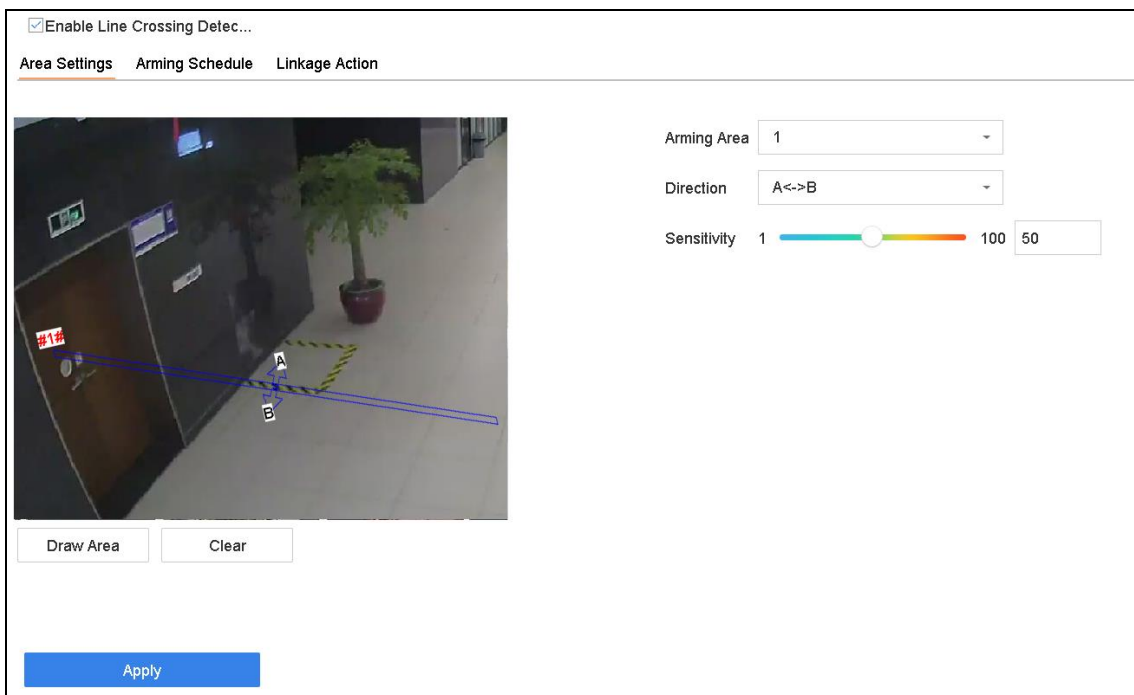 Enable Line Crossing Detec...
Area Settings Arming Schedule Linkage Action
Arming Area 1
Direction A<->B
Sensitivity 1 100 50
#1#
A
B
Draw Area Clear
Apply